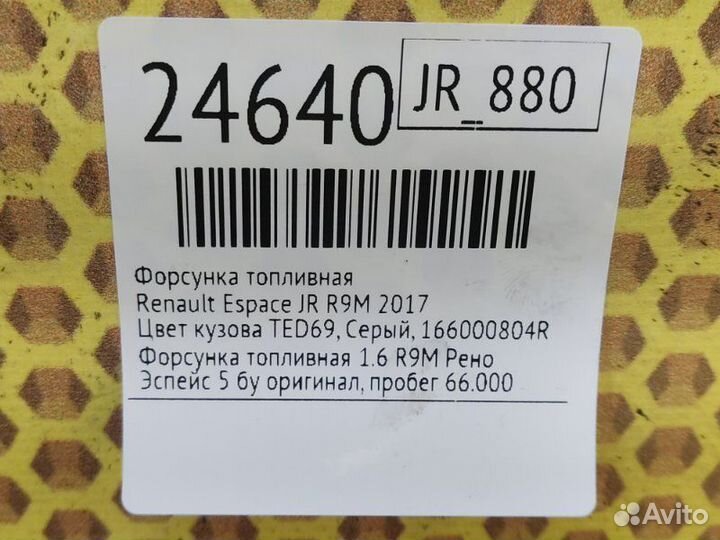 24640
JR_880
Форсунка топливная
Renault Espace JR R9M 2017
Цвет кузова TED69, Серый, 166000804R
Форсунка топливная 1.6 R9M Рено
Эспейс 5 бу оригинал, пробег 66.000
Avito